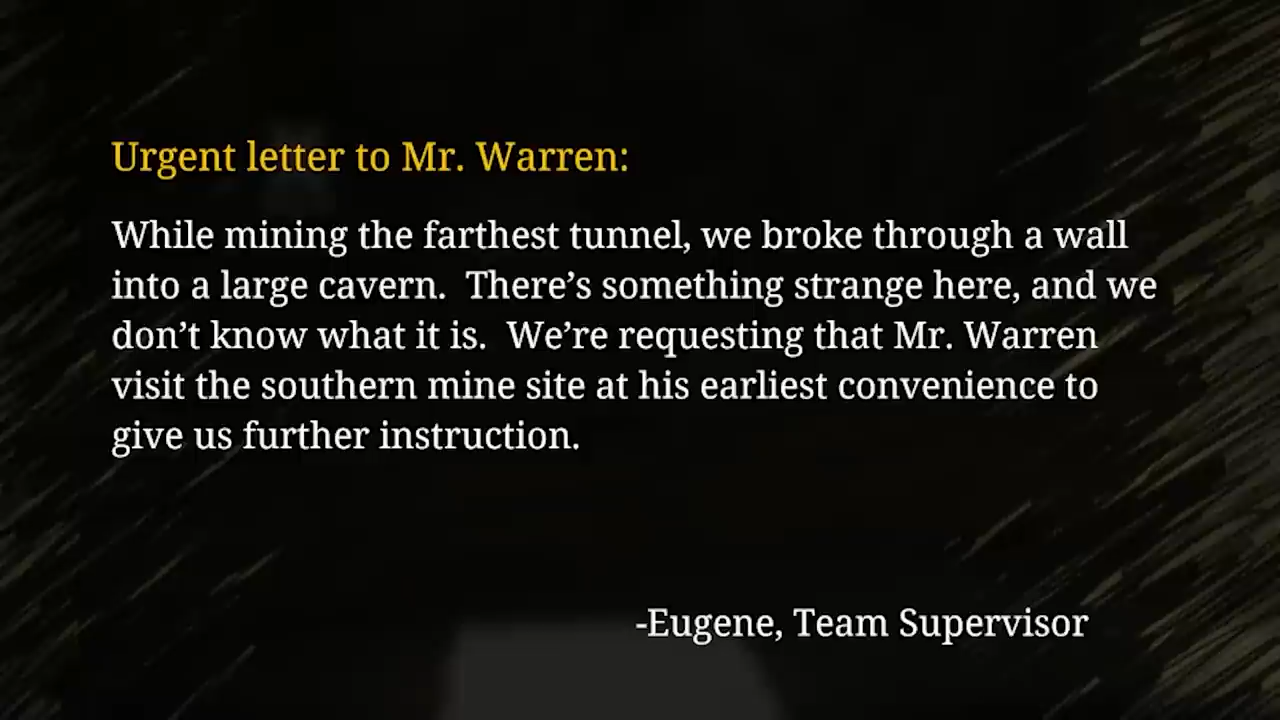 Urgent letter to Mr. Warren:
While mining the farthest tunnel, we broke through a wall
into a large cavern.  There’s something strange here, and we
don’t know what it is.  We’re requesting that Mr. Warren
visit the southern mine site at his earliest convenience to
give us further instruction.
-Eugene, Team Supervisor